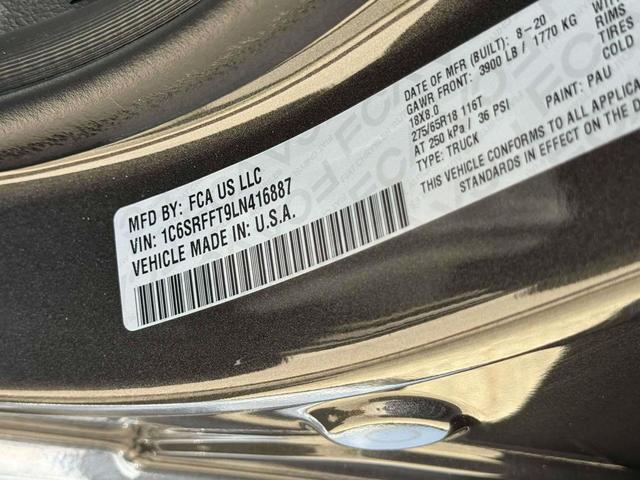 MFD BY: FCA US LLC
VIN: 1C6SRFFT9LN416887
VEHICLE MADE IN: U.S.A.
DATE OF MFR (BUILT): 8-20
GAWR FRONT: 3900 LB / 1770 KG
WITH
18X8.0
RIMS
275/65R18 116T
TIRES
AT 250 kPa / 36 PSI
COLD
TYPE: TRUCK
PAINT: PAU
THIS VEHICLE CONFORMS TO ALL APPLICA
STANDARDS IN EFFECT ON THE D